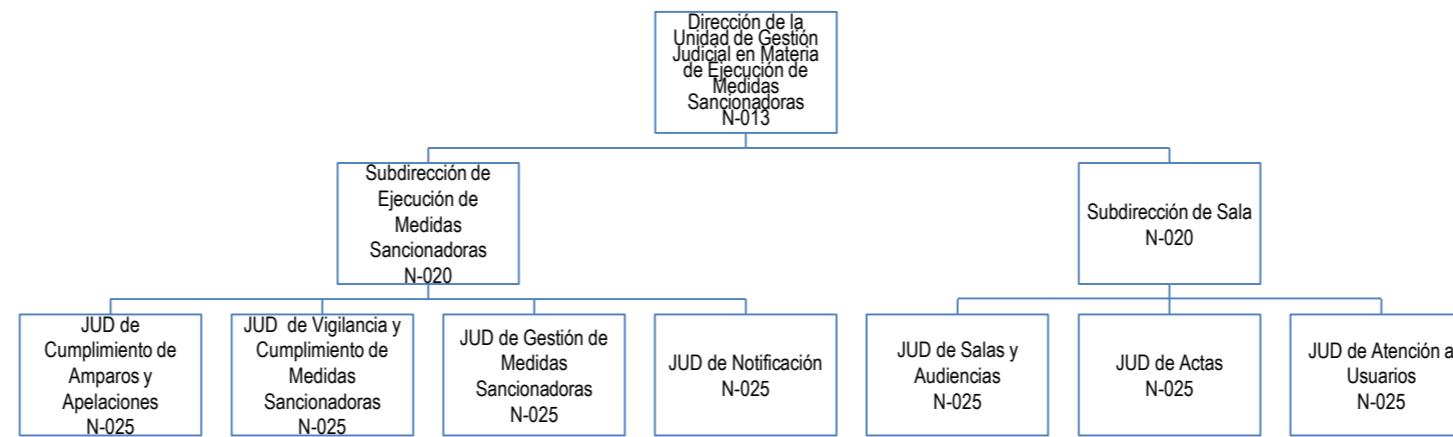 Dirección de la
Unidad de Gestión
Judicial en Materia
de Ejecución de
Medidas
Sancionadoras
N-013
Subdirección de
Ejecución de
Medidas
Sancionadoras
N-020
Subdirección de Sala
N-020
JUD de
Cumplimiento de
Amparos y
Apelaciones
N-025
JUD de Vigilancia y
Cumplimiento de
Medidas
Sancionadoras
N-025
JUD de Gestión de
Medidas
Sancionadoras
N-025
JUD de Notificación
N-025
JUD de Salas y
Audiencias
N-025
JUD de Actas
N-025
JUD de Atención a
Usuarios
N-025